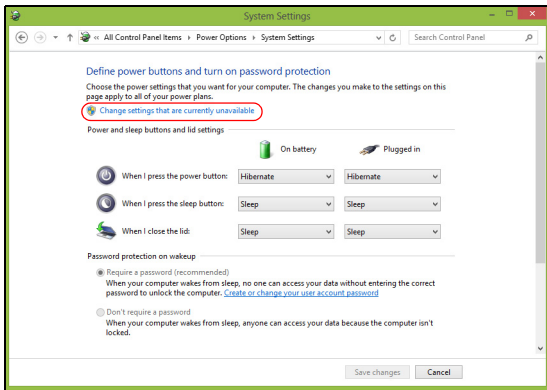 System Settings
« All Control Panel Items ▸ Power Options ▸ System Settings
Search Control Panel
Define power buttons and turn on password protection
Choose the power settings that you want for your computer. The changes you make to the settings on this
page apply to all of your power plans.
Change settings that are currently unavailable
Power and sleep buttons and lid settings
On battery Plugged in
When I press the power button: Hibernate Hibernate
When I press the sleep button: Sleep Sleep
When I close the lid: Sleep Sleep
Password protection on wakeup
Require a password (recommended)
When your computer wakes from sleep, no one can access your data without entering the correct
password to unlock the computer. Create or change your user account password
Don't require a password
When your computer wakes from sleep, anyone can access your data because the computer isn't
locked.
Save changes Cancel